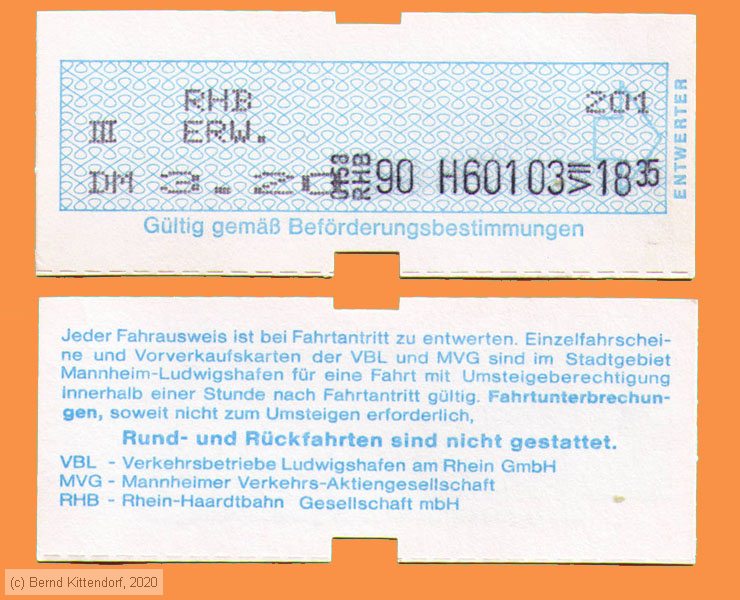 RHB 201
III ERW.
DM 3.20 RHB 90 H60103 VII 18 35
ENTWERTER
Gültig gemäß Beförderungsbestimmungen
Jeder Fahrausweis ist bei Fahrtantritt zu entwerten. Einzelfahrschei-
ne und Vorverkaufskarten der VBL und MVG sind im Stadtgebiet
Mannheim-Ludwigshafen für eine Fahrt mit Umsteigeberechtigung
innerhalb einer Stunde nach Fahrtantritt gültig. Fahrtunterbrechun-
gen, soweit nicht zum Umsteigen erforderlich,
Rund- und Rückfahrten sind nicht gestattet.
VBL - Verkehrsbetriebe Ludwigshafen am Rhein GmbH
MVG - Mannheimer Verkehrs-Aktiengesellschaft
RHB - Rhein-Haardtbahn Gesellschaft mbH
(c) Bernd Kittendorf, 2020